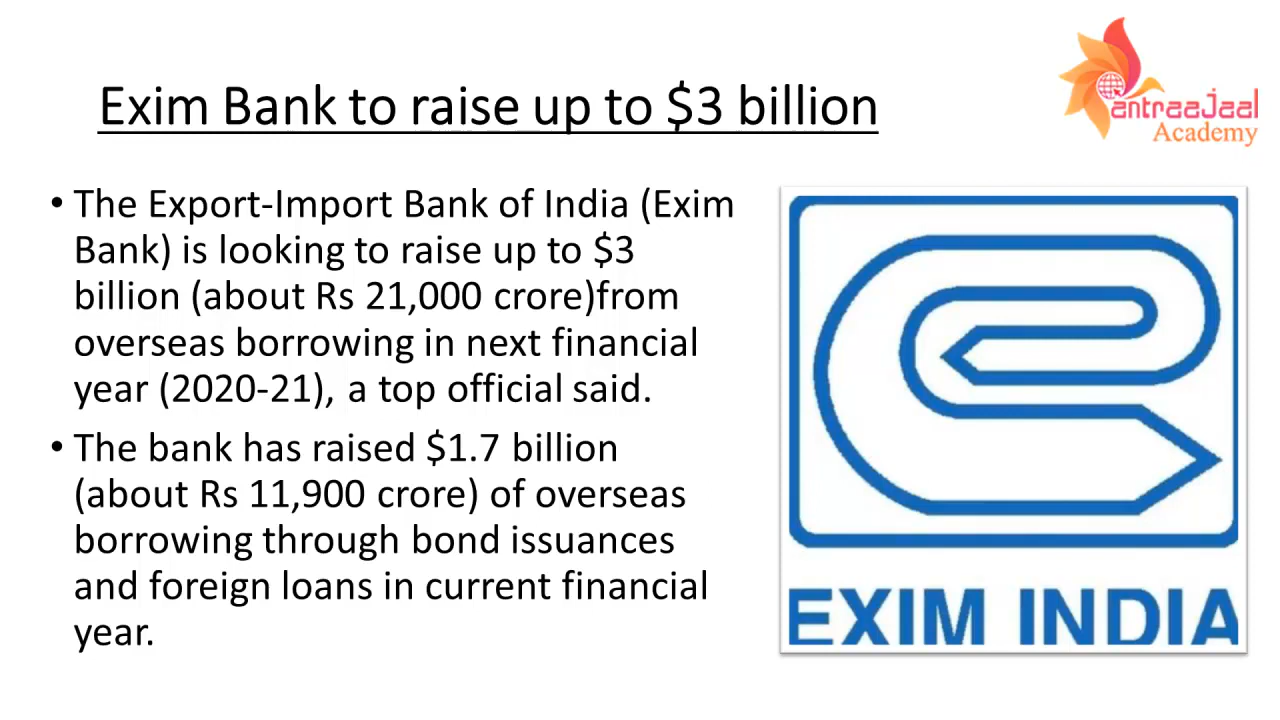 Exim Bank to raise up to $3 billion
antraajaal
Academy
• The Export-Import Bank of India (Exim
Bank) is looking to raise up to $3
billion (about Rs 21,000 crore)from
overseas borrowing in next financial
year (2020-21), a top official said.
• The bank has raised $1.7 billion
(about Rs 11,900 crore) of overseas
borrowing through bond issuances
and foreign loans in current financial
year.
EXIM INDIA